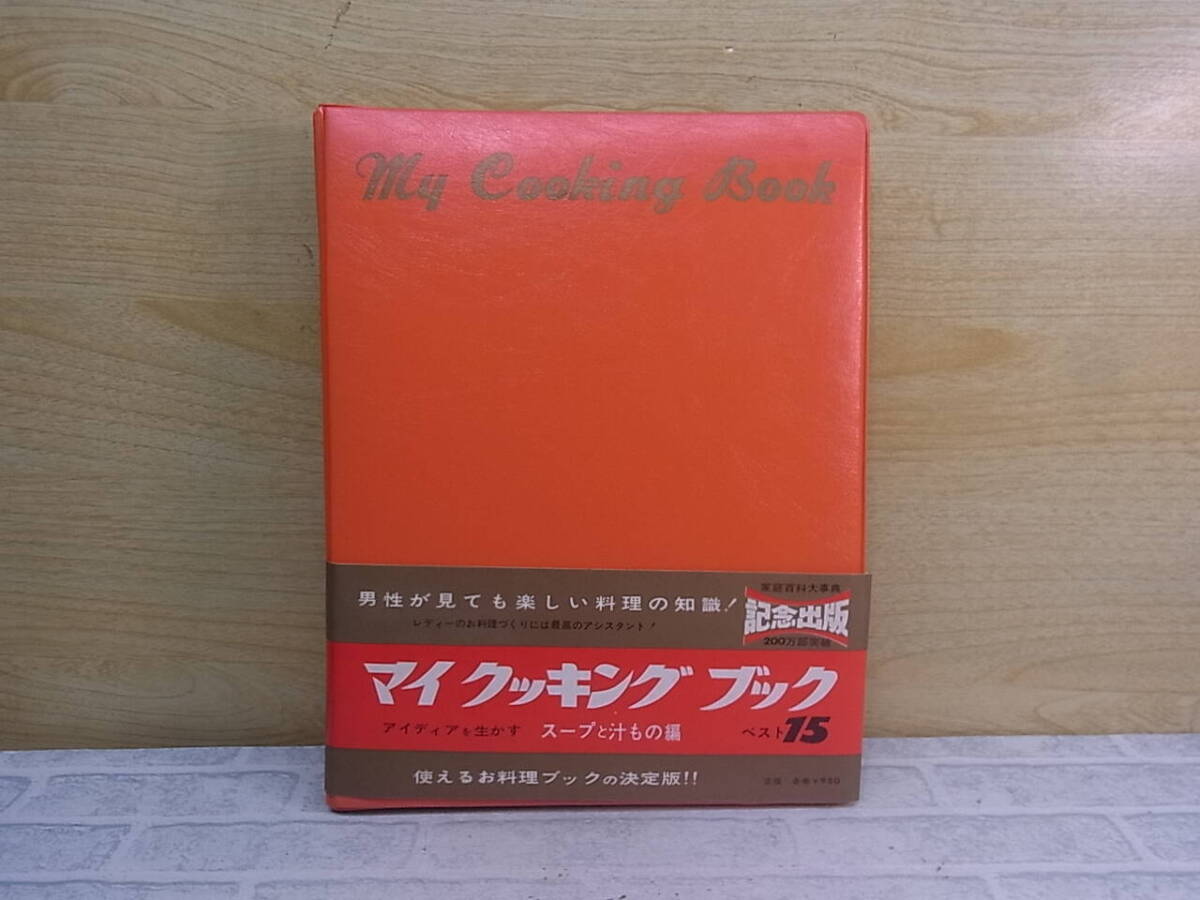 My Cooking Book
男性が見ても楽しい料理の知識!
レディーのお料理づくりには最高のアシスタント!
家庭百科大事典
記念出版
200万部突破
マイ クッキング ブック
アイディアを生かす スープと汁もの編 ベスト15
使えるお料理ブックの決定版!!
¥980